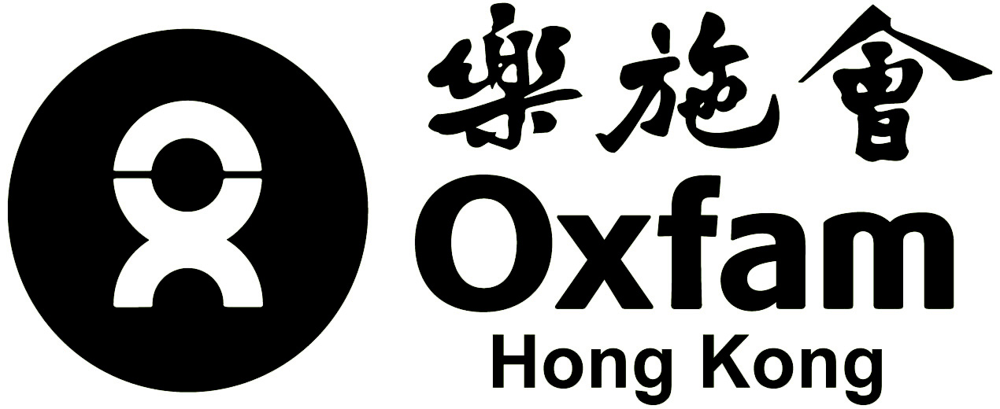 樂施會
Oxfam
Hong Kong